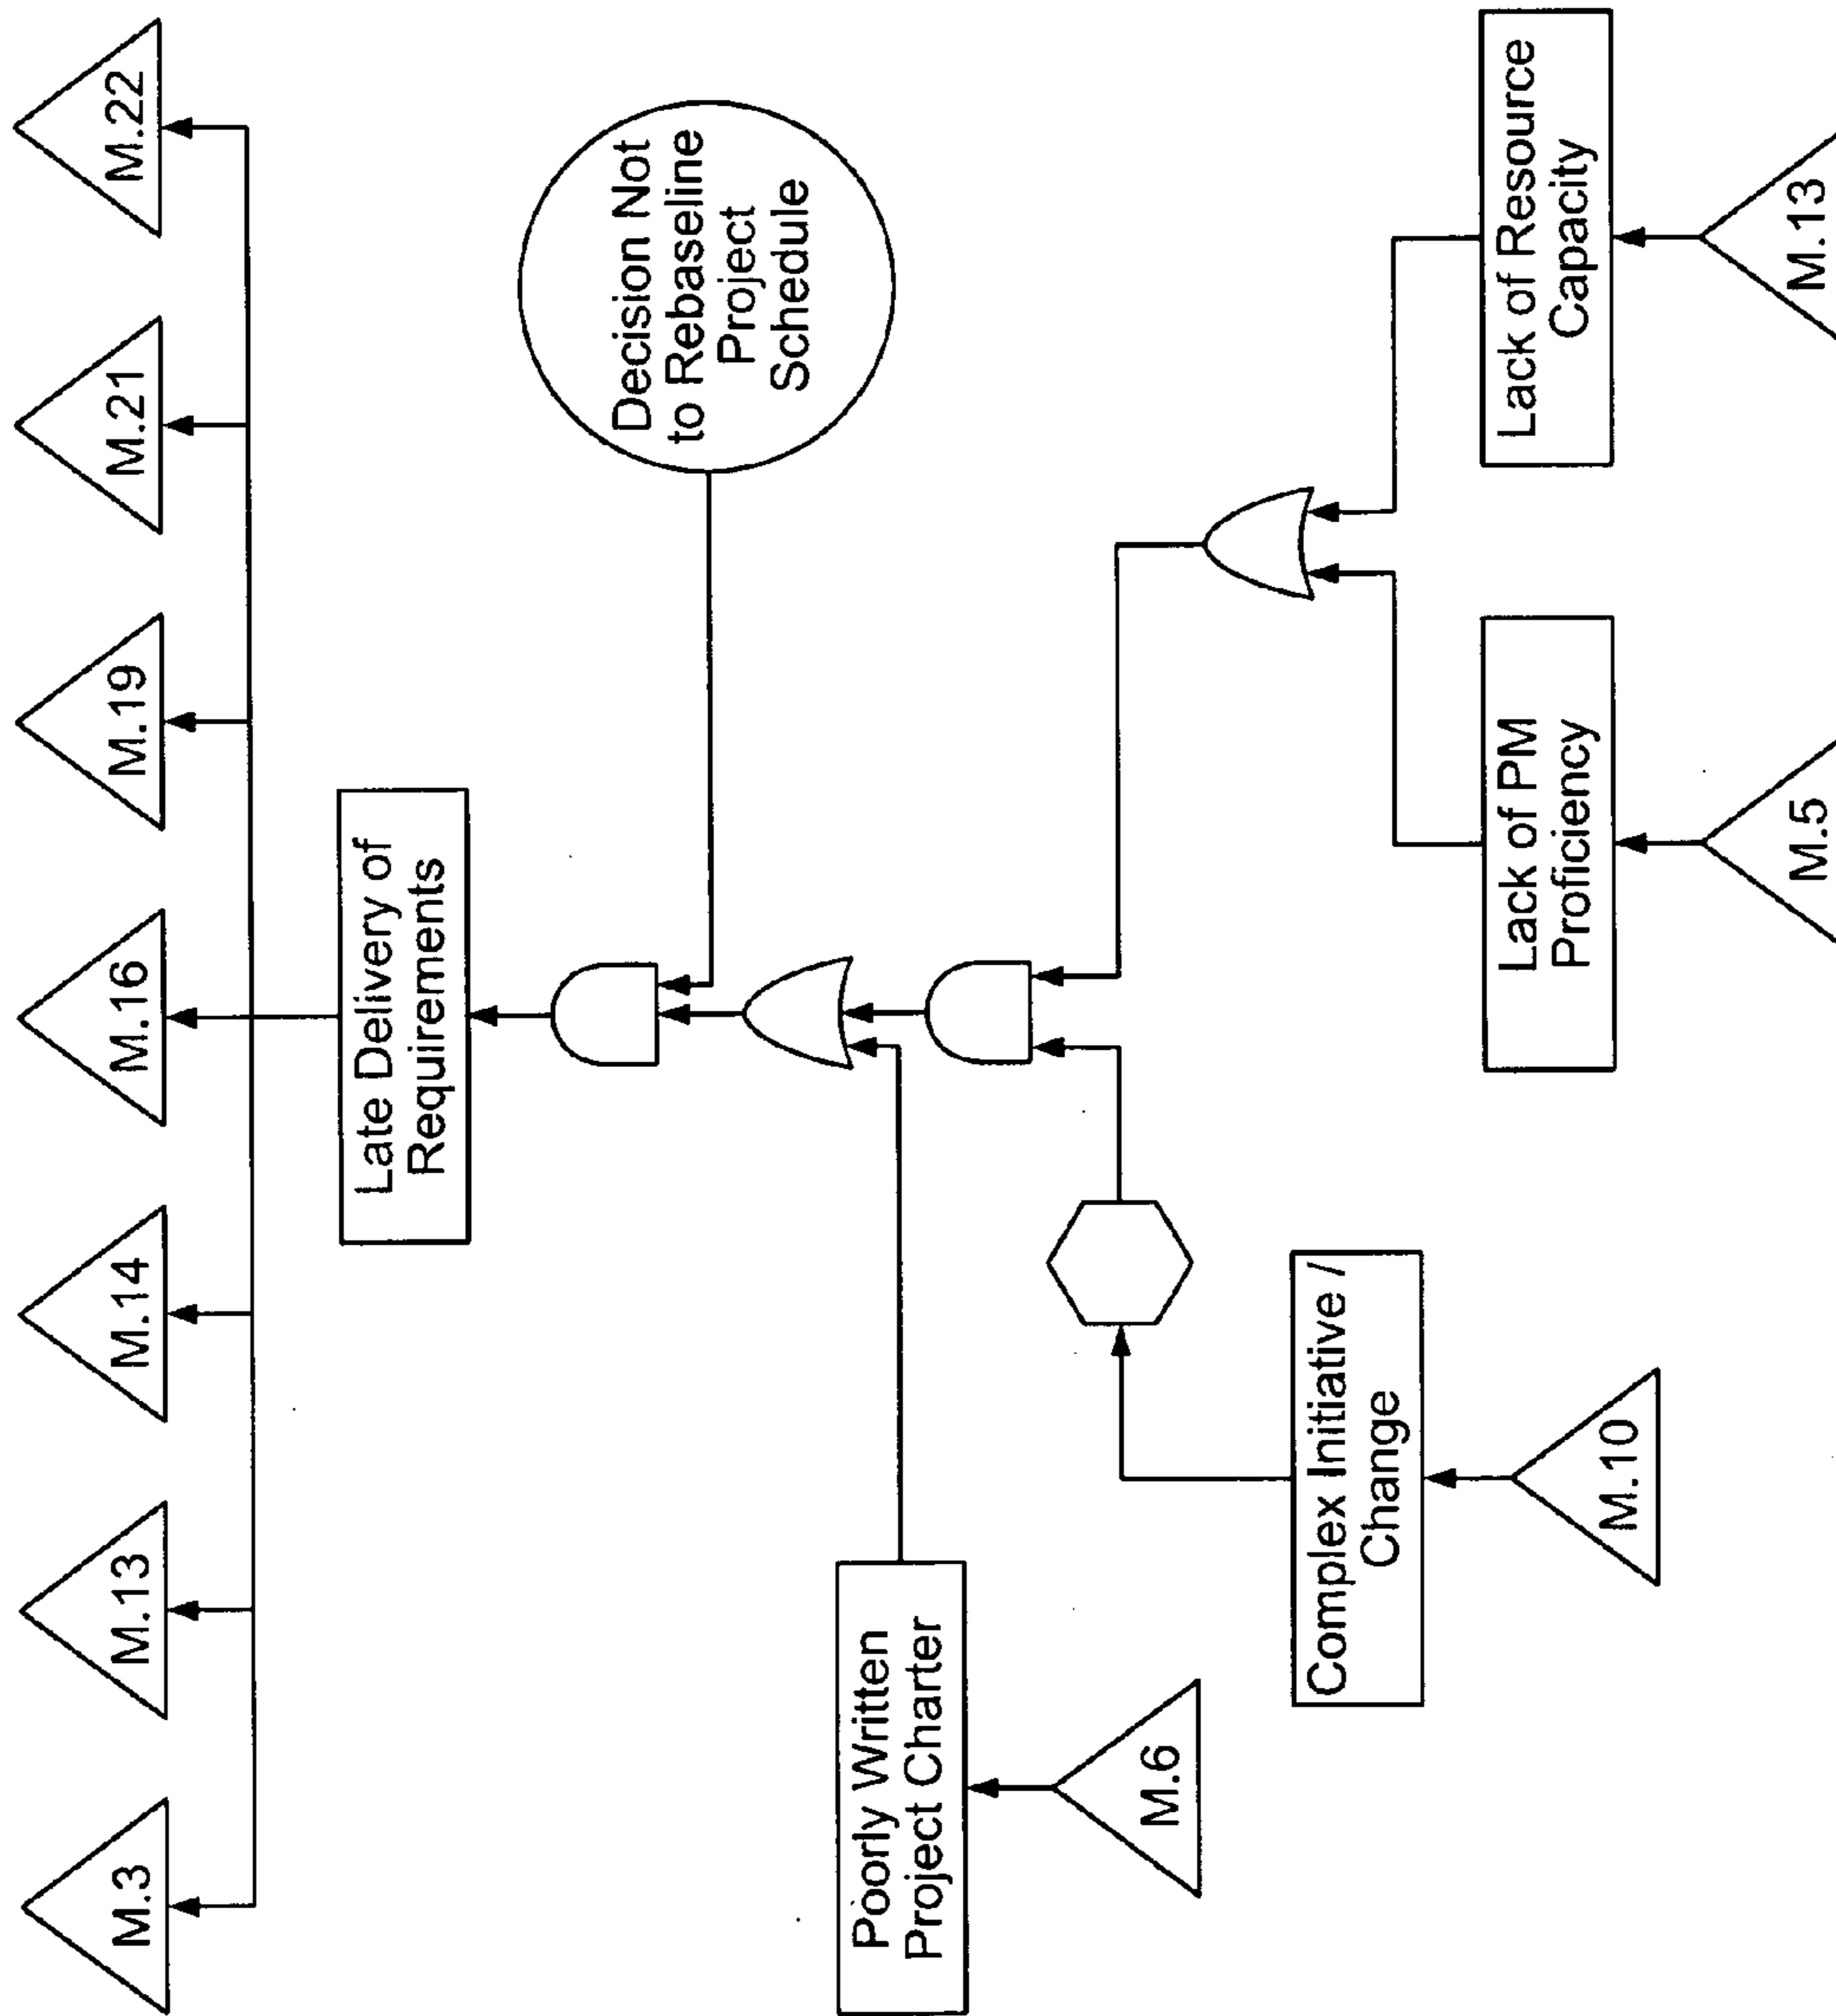 M.3
M.13
M.14
M.16
M.19
M.21
M.22
Late Delivery of
Requirements
Decision Not
to Rebaseline
Project
Schedule
Poorly Written
Project Charter
M.6
Complex Initiative /
Change
M.10
Lack of PM
Proficiency
M.5
Lack of Resource
Capacity
M.13